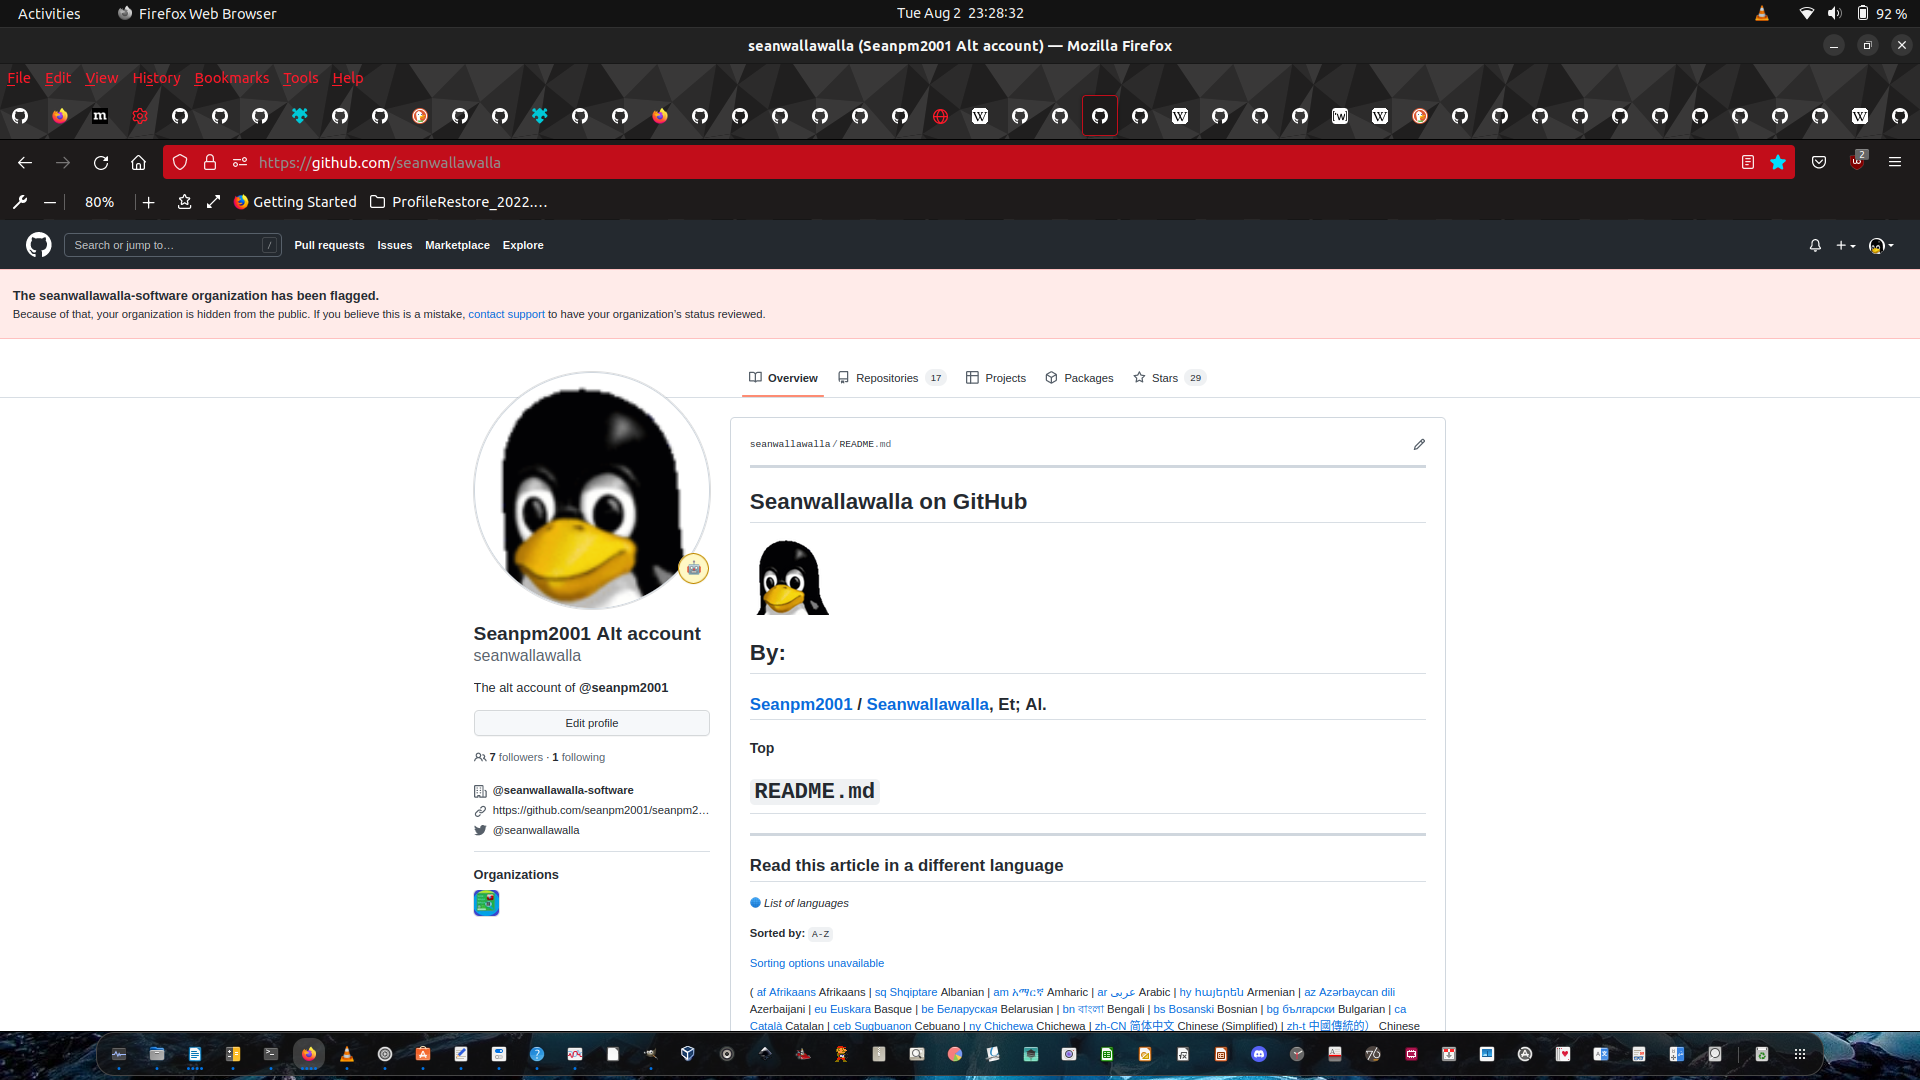 Activities Firefox Web Browser Tue Aug 2 23:28:32 92 %
seanwallawalla (Seanpm2001 Alt account) — Mozilla Firefox
File Edit View History Bookmarks Tools Help
https://github.com/seanwallawalla 2
80% Getting Started ProfileRestore_2022....
Search or jump to... / Pull requests Issues Marketplace Explore
The seanwallawalla-software organization has been flagged.
Because of that, your organization is hidden from the public. If you believe this is a mistake, contact support to have your organization's status reviewed.
Overview Repositories 17 Projects Packages Stars 29
seanwallawalla / README.md
Seanwallawalla on GitHub
By:
Seanpm2001 / Seanwallawalla, Et; Al.
Top
README.md
Read this article in a different language
List of languages
Sorted by: A-Z
Sorting options unavailable
( af Afrikaans Afrikaans | sq Shqiptare Albanian | am አማርኛ Amharic | ar عربى Arabic | hy հայերեն Armenian | az Azərbaycan dili
Azerbaijani | eu Euskara Basque | be Беларуская Belarusian | bn বাংলা Bengali | bs Bosanski Bosnian | bg български Bulgarian | ca
Català Catalan | ceb Sugbuanon Cebuano | ny Chichewa Chichewa | zh-CN 简体中文 Chinese (Simplified) | zh-t 中國傳統的） Chinese
Seanpm2001 Alt account
seanwallawalla
The alt account of @seanpm2001
Edit profile
7 followers · 1 following
@seanwallawalla-software
https://github.com/seanpm2001/seanpm2...
@seanwallawalla
Organizations